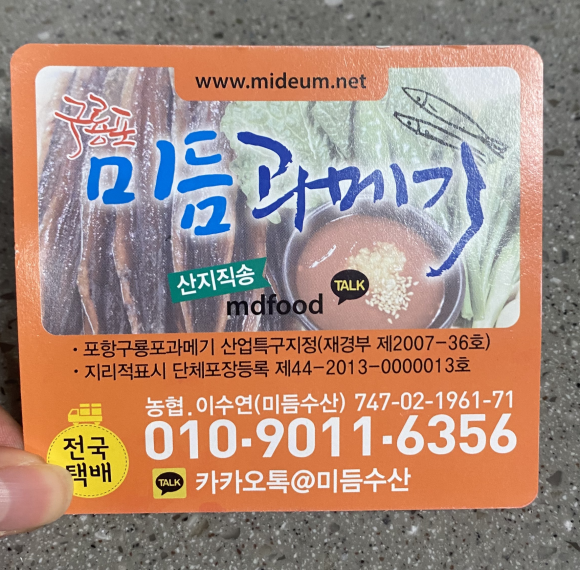 www.mideum.net
구룡포
미듬과메기
산지직송
mdfood TALK
· 포항구룡포과메기 산업특구지정(재경부 제2007-36호)
· 지리적표시 단체포장등록 제44-2013-0000013호
농협.이수연(미듬수산) 747-02-1961-71
010-9011-6356
전국
택배
TALK 카카오톡@미듬수산